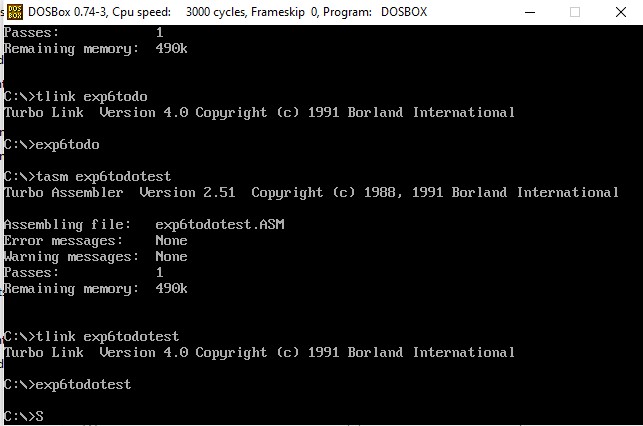 DOSBox 0.74-3, Cpu speed: 3000 cycles, Frameskip 0, Program: DOSBOX
Passes: 1
Remaining memory: 490k
C:\>tlink exp6todo
Turbo Link Version 4.0 Copyright (c) 1991 Borland International
C:\>exp6todo
C:\>tasm exp6todotest
Turbo Assembler Version 2.51 Copyright (c) 1988, 1991 Borland International
Assembling file: exp6todotest.ASM
Error messages: None
Warning messages: None
Passes: 1
Remaining memory: 490k
C:\>tlink exp6todotest
Turbo Link Version 4.0 Copyright (c) 1991 Borland International
C:\>exp6todotest
C:\>S